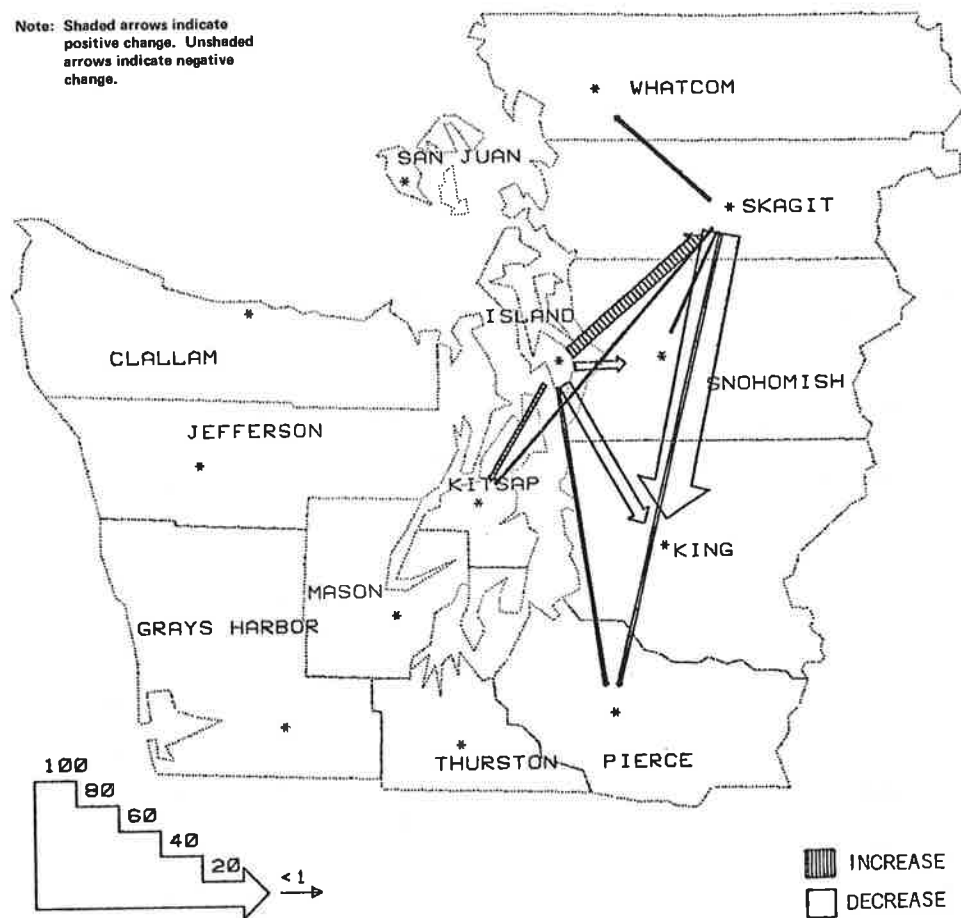 Note: Shaded arrows indicate
positive change. Unshaded
arrows indicate negative
change.
* WHATCOM
SAN JUAN
*
* SKAGIT
ISLAND
*
CLALLAM
*
*
SNOHOMISH
JEFFERSON
*
KITSAP
*
* KING
MASON
*
GRAYS HARBOR
*
*
THURSTON
*
PIERCE
100
80
60
40
20
< 1
INCREASE
DECREASE